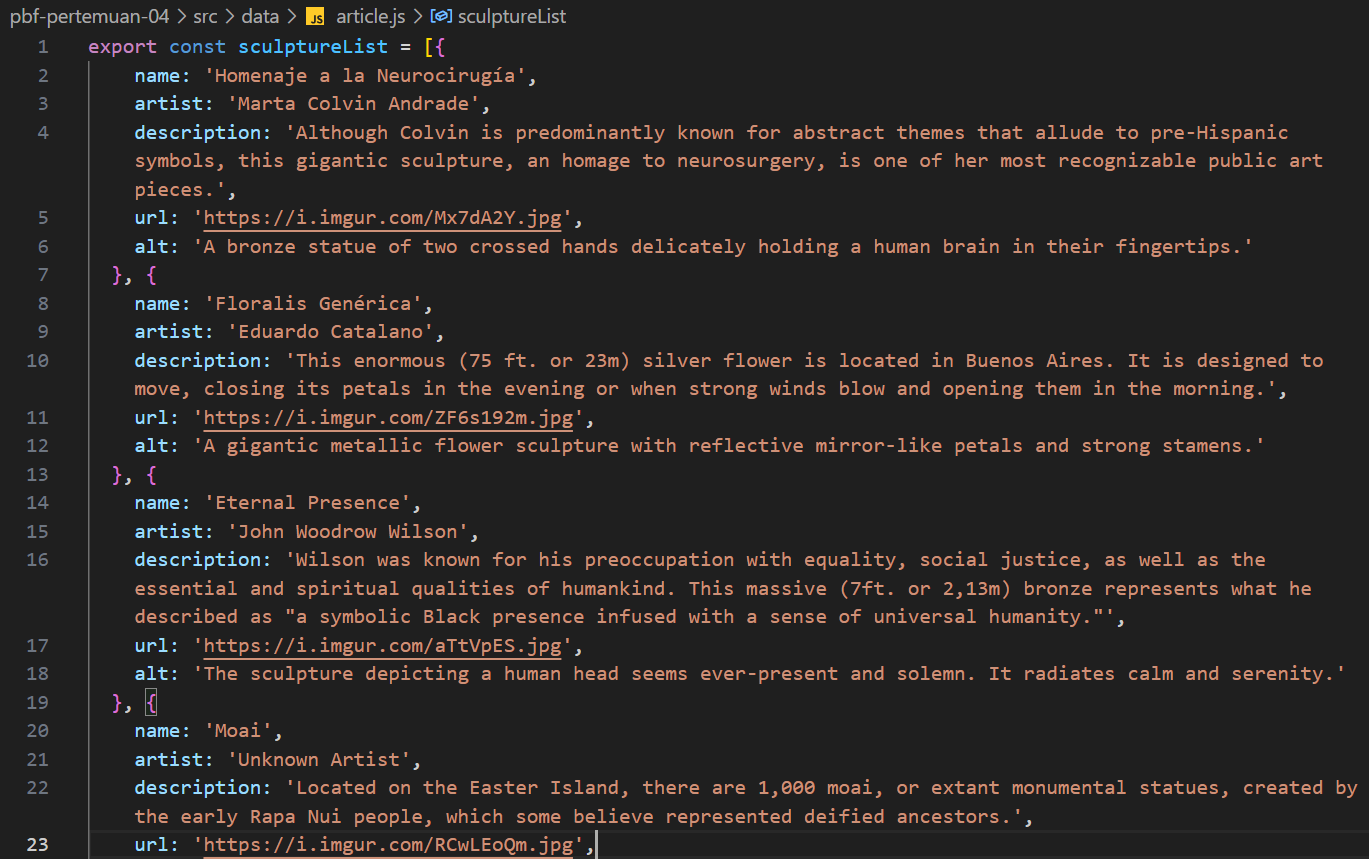 pbf-pertemuan-04 > src > data > JS article.js > sculptureList
1 export const sculptureList = [{
2 name: 'Homenaje a la Neurocirugía',
3 artist: 'Marta Colvin Andrade',
4 description: 'Although Colvin is predominantly known for abstract themes that allude to pre-Hispanic
symbols, this gigantic sculpture, an homage to neurosurgery, is one of her most recognizable public art
pieces.',
5 url: 'https://i.imgur.com/Mx7dA2Y.jpg',
6 alt: 'A bronze statue of two crossed hands delicately holding a human brain in their fingertips.'
7 }, {
8 name: 'Floralis Genérica',
9 artist: 'Eduardo Catalano',
10 description: 'This enormous (75 ft. or 23m) silver flower is located in Buenos Aires. It is designed to
move, closing its petals in the evening or when strong winds blow and opening them in the morning.',
11 url: 'https://i.imgur.com/ZF6s192m.jpg',
12 alt: 'A gigantic metallic flower sculpture with reflective mirror-like petals and strong stamens.'
13 }, {
14 name: 'Eternal Presence',
15 artist: 'John Woodrow Wilson',
16 description: 'Wilson was known for his preoccupation with equality, social justice, as well as the
essential and spiritual qualities of humankind. This massive (7ft. or 2,13m) bronze represents what he
described as "a symbolic Black presence infused with a sense of universal humanity."',
17 url: 'https://i.imgur.com/aTtVpES.jpg',
18 alt: 'The sculpture depicting a human head seems ever-present and solemn. It radiates calm and serenity.'
19 }, {
20 name: 'Moai',
21 artist: 'Unknown Artist',
22 description: 'Located on the Easter Island, there are 1,000 moai, or extant monumental statues, created by
the early Rapa Nui people, which some believe represented deified ancestors.',
23 url: 'https://i.imgur.com/RCwLEoQm.jpg',